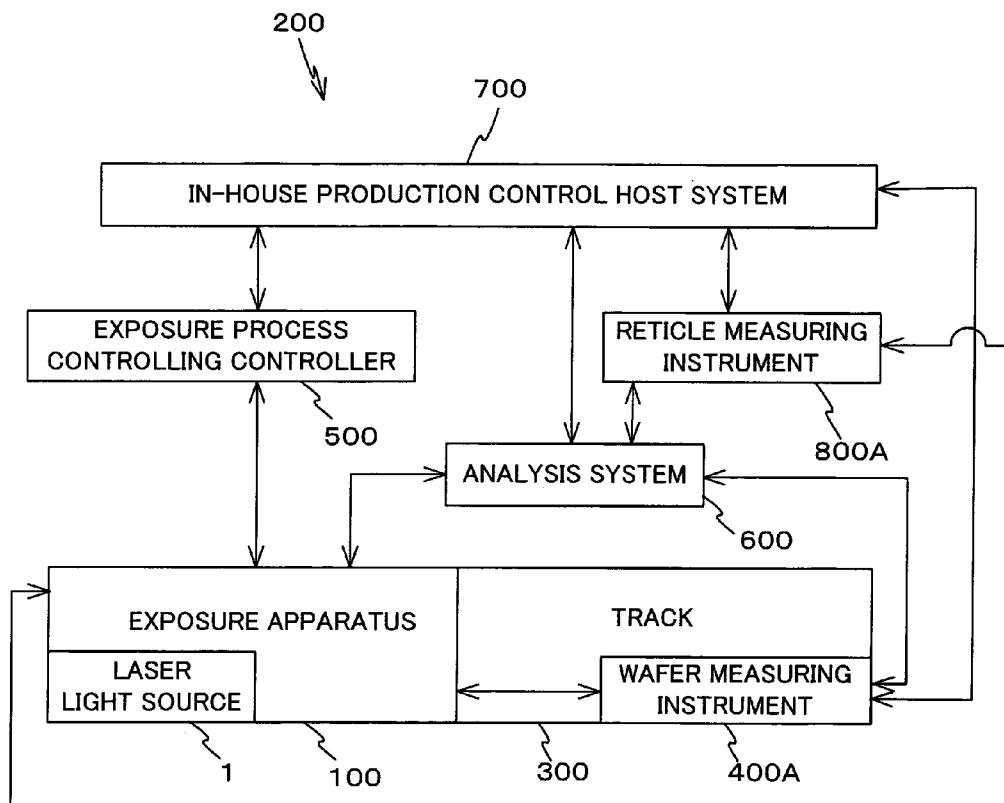 200
700
IN-HOUSE PRODUCTION CONTROL HOST SYSTEM
EXPOSURE PROCESS
CONTROLLING CONTROLLER
500
RETICLE MEASURING
INSTRUMENT
800A
ANALYSIS SYSTEM
600
EXPOSURE APPARATUS
TRACK
LASER
LIGHT SOURCE
WAFER MEASURING
INSTRUMENT
1
100
300
400A